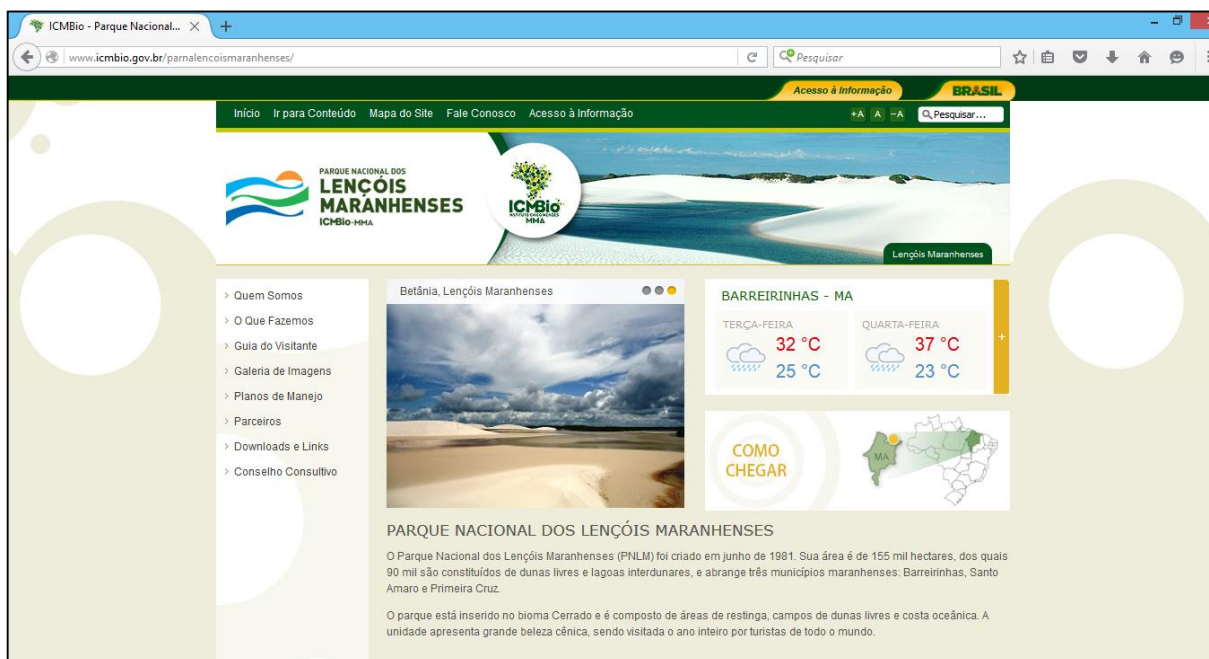 ICMBio - Parque Nacional...
www.icmbio.gov.br/parnalencoismaranhenses/
Pesquisar
Acesso à Informação
BRASIL
Início Ir para Conteúdo Mapa do Site Fale Conosco Acesso à Informação
+A A -A
Pesquisar...
PARQUE NACIONAL DOS
LENÇÓIS
MARANHENSES
ICMBio-MMA
ICMBio
INSTITUTO CHICO MENDES
MMA
Lençóis Maranhenses
Quem Somos
O Que Fazemos
Guia do Visitante
Galeria de Imagens
Planos de Manejo
Parceiros
Downloads e Links
Conselho Consultivo
Betânia, Lençóis Maranhenses
BARREIRINHAS - MA
TERÇA-FEIRA
32 °C
25 °C
QUARTA-FEIRA
37 °C
23 °C
+
COMO
CHEGAR
MA
PARQUE NACIONAL DOS LENÇÓIS MARANHENSES
O Parque Nacional dos Lençóis Maranhenses (PNLM) foi criado em junho de 1981. Sua área é de 155 mil hectares, dos quais
90 mil são constituídos de dunas livres e lagoas interdunares, e abrange três municípios maranhenses: Barreirinhas, Santo
Amaro e Primeira Cruz.
O parque está inserido no bioma Cerrado e é composto de áreas de restinga, campos de dunas livres e costa oceânica. A
unidade apresenta grande beleza cênica, sendo visitada o ano inteiro por turistas de todo o mundo.